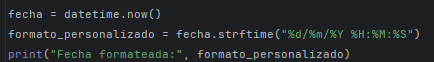 fecha = datetime.now()
formato_personalizado = fecha.strftime("%d/%m/%Y %H:%M:%S")
print("Fecha formateada:", formato_personalizado)